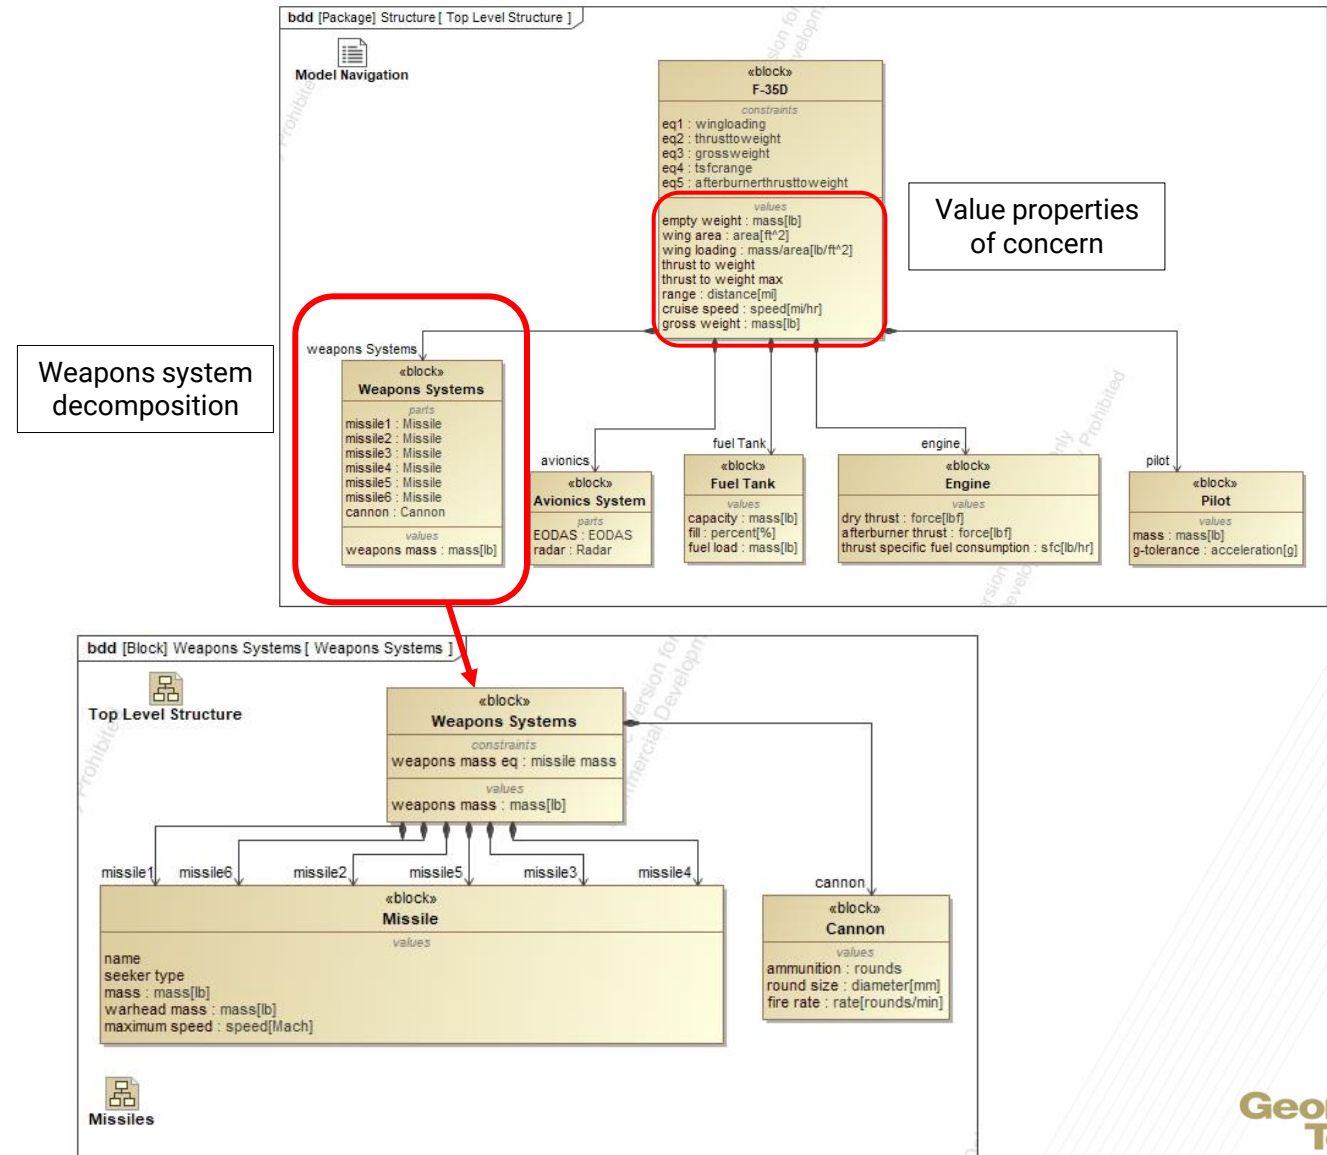 bdd [Package] Structure [ Top Level Structure ]
Model Navigation
«block»
F-35D
constraints
eq1 : wingloading
eq2 : thrusttoweight
eq3 : grossweight
eq4 : tsfcrange
eq5 : afterburnerthrusttoweight
values
empty weight : mass[lb]
wing area : area[ft^2]
wing loading : mass/area[lb/ft^2]
thrust to weight
thrust to weight max
range : distance[mi]
cruise speed : speed[mi/hr]
gross weight : mass[lb]
Value properties
of concern
Weapons system
decomposition
weapons Systems
«block»
Weapons Systems
parts
missile1 : Missile
missile2 : Missile
missile3 : Missile
missile4 : Missile
missile5 : Missile
missile6 : Missile
cannon : Cannon
values
weapons mass : mass[lb]
avionics
«block»
Avionics System
parts
EODAS : EODAS
radar : Radar
fuel Tank
«block»
Fuel Tank
values
capacity : mass[lb]
fill : percent[%]
fuel load : mass[lb]
engine
«block»
Engine
values
dry thrust : force[lbf]
afterburner thrust : force[lbf]
thrust specific fuel consumption : sfc[lb/hr]
pilot
«block»
Pilot
values
mass : mass[lb]
g-tolerance : acceleration[g]
bdd [Block] Weapons Systems [ Weapons Systems ]
Top Level Structure
«block»
Weapons Systems
constraints
weapons mass eq : missile mass
values
weapons mass : mass[lb]
missile1 missile6 missile2 missile5 missile3 missile4
«block»
Missile
values
name
seeker type
mass : mass[lb]
warhead mass : mass[lb]
maximum speed : speed[Mach]
cannon
«block»
Cannon
values
ammunition : rounds
round size : diameter[mm]
fire rate : rate[rounds/min]
Missiles